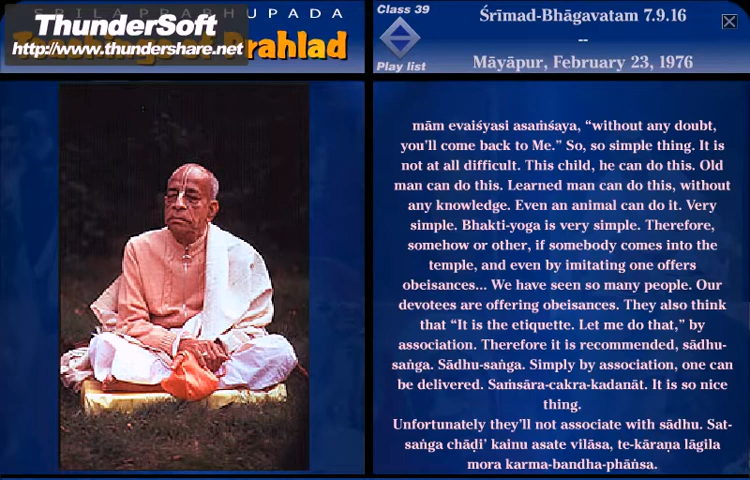 SRILA PRABHUPADA
ThunderSoft
http://www.thundershare.net
Teachings of Prahlad
Class 39
Play list
Śrīmad-Bhāgavatam 7.9.16
--
Māyāpur, February 23, 1976
mām evaiśyasi asaṁśaya, “without any doubt,
you’ll come back to Me.” So, so simple thing. It is
not at all difficult. This child, he can do this. Old
man can do this. Learned man can do this, without
any knowledge. Even an animal can do it. Very
simple. Bhakti-yoga is very simple. Therefore,
somehow or other, if somebody comes into the
temple, and even by imitating one offers
obeisances... We have seen so many people. Our
devotees are offering obeisances. They also think
that “It is the etiquette. Let me do that,” by
association. Therefore it is recommended, sādhu-
saṅga. Sādhu-saṅga. Simply by association, one can
be delivered. Saṁsāra-cakra-kadanāt. It is so nice
thing.
Unfortunately they’ll not associate with sādhu. Sat-
saṅga chāḍi’ kainu asate vilāsa, te-kāraṇa lāgila
mora karma-bandha-phāṅsa.